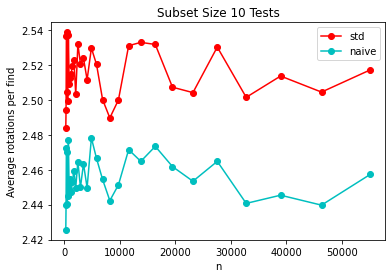 Subset Size 10 Tests
std
naive
Average rotations per find
2.54
2.52
2.50
2.48
2.46
2.44
2.42
0 10000 20000 30000 40000 50000
n